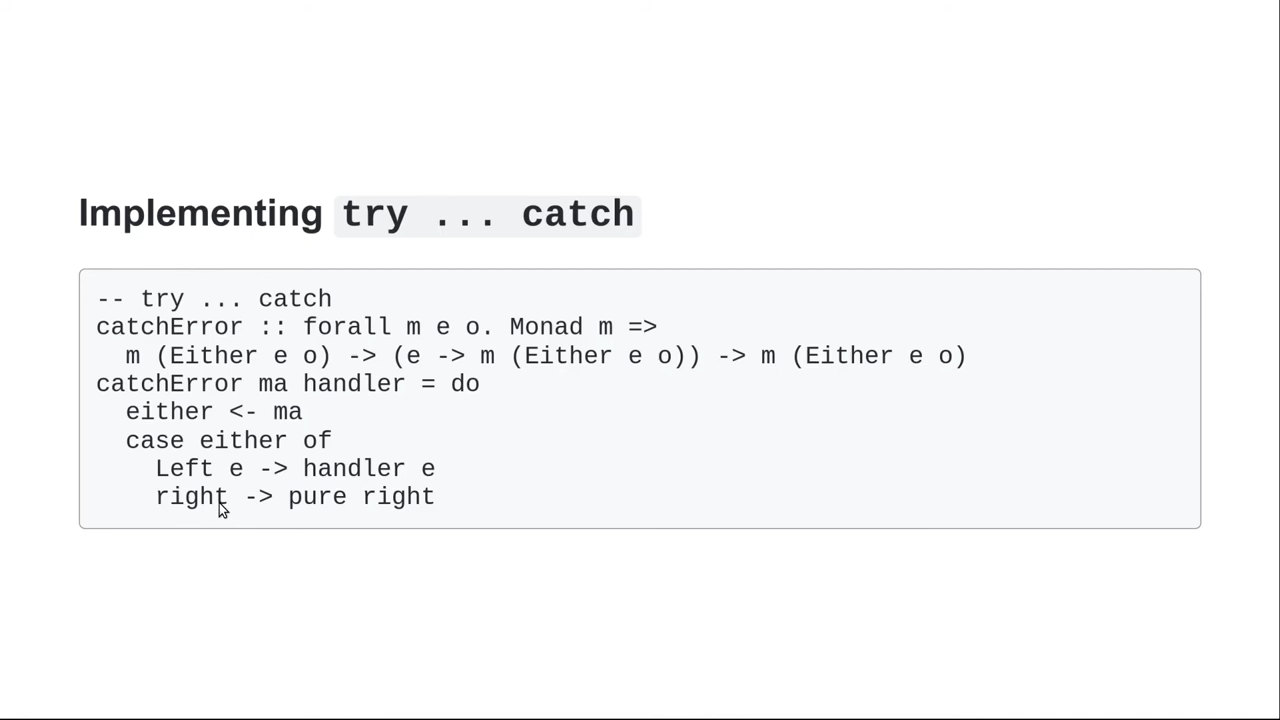 Implementing try ... catch
-- try ... catch
catchError :: forall m e o. Monad m =>
  m (Either e o) -> (e -> m (Either e o)) -> m (Either e o)
catchError ma handler = do
  either <- ma
  case either of
    Left e -> handler e
    right -> pure right